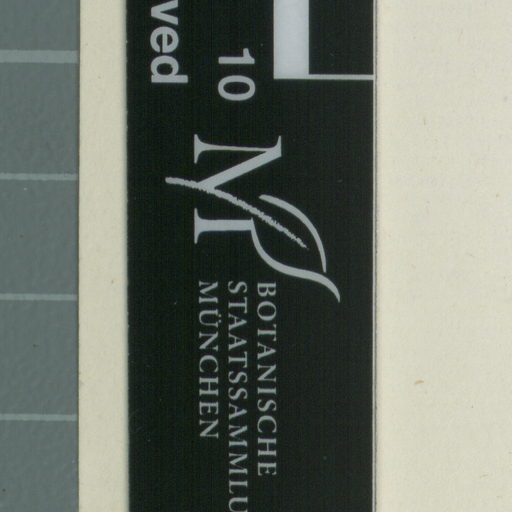 ved
10
M
BOTANISCHE
STAATSSAMMLU
MÜNCHEN